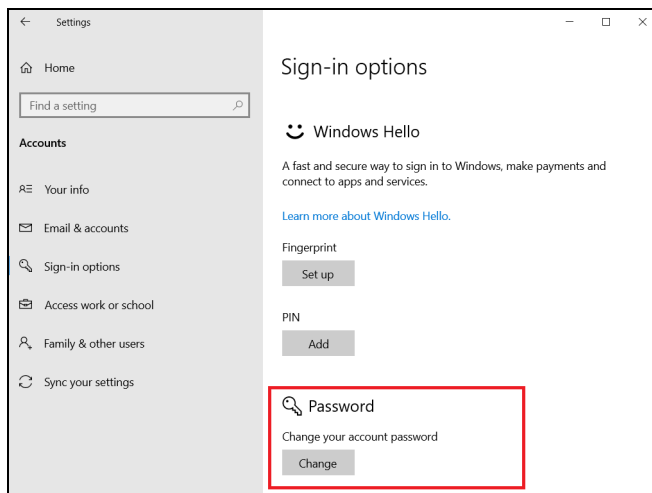 Settings
Home
Find a setting
Accounts
Your info
Email & accounts
Sign-in options
Access work or school
Family & other users
Sync your settings
Sign-in options
Windows Hello
A fast and secure way to sign in to Windows, make payments and
connect to apps and services.
Learn more about Windows Hello.
Fingerprint
Set up
PIN
Add
Password
Change your account password
Change